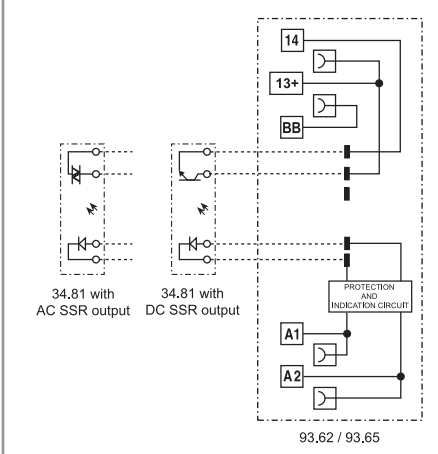 14
13+
BB
34.81 with
AC SSR output
34.81 with
DC SSR output
PROTECTION
AND
INDICATION CIRCUIT
A1
A2
93.62 / 93.65